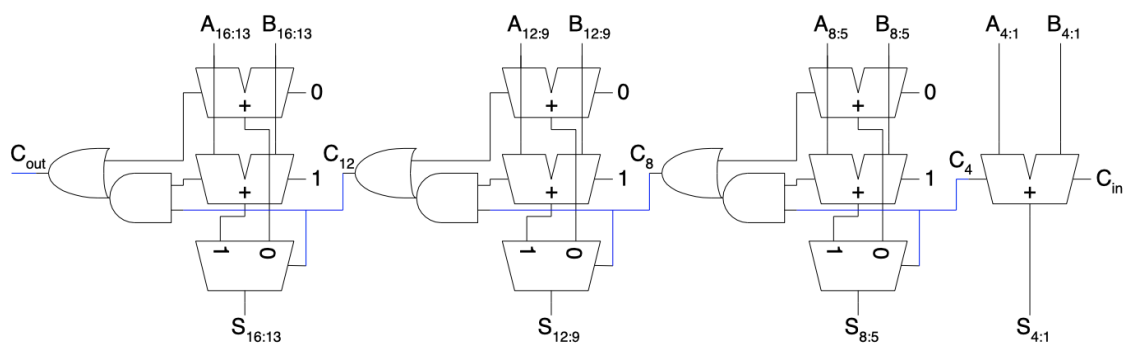 A16:13 B16:13 A12:9 B12:9 A8:5 B8:5 A4:1 B4:1
0 0 0
+ + +
Cout C12 C8 C4
1 1 1 Cin
+ + + +
1 0 1 0 1 0
S16:13 S12:9 S8:5 S4:1